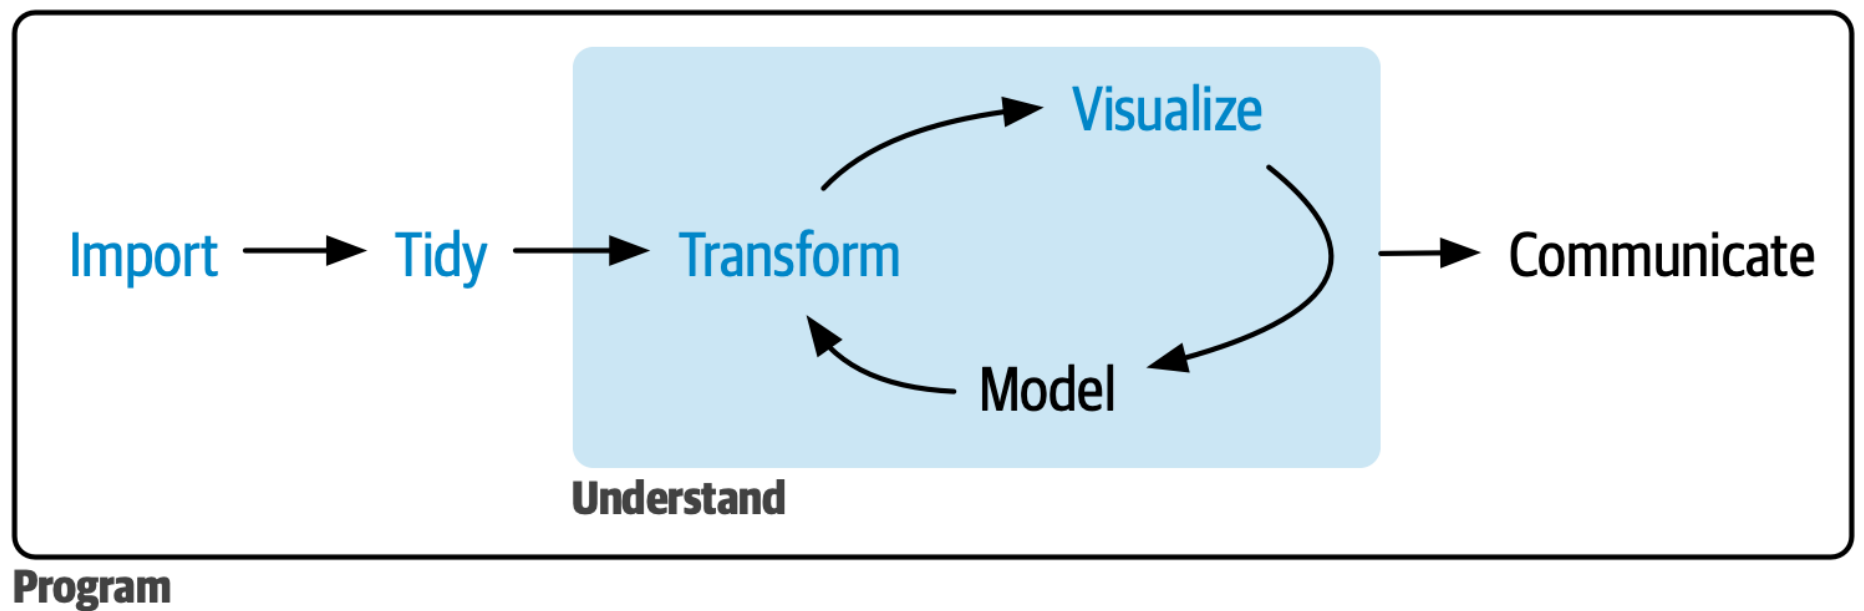 Visualize
Import
Tidy
Transform
Communicate
Model
Understand
Program